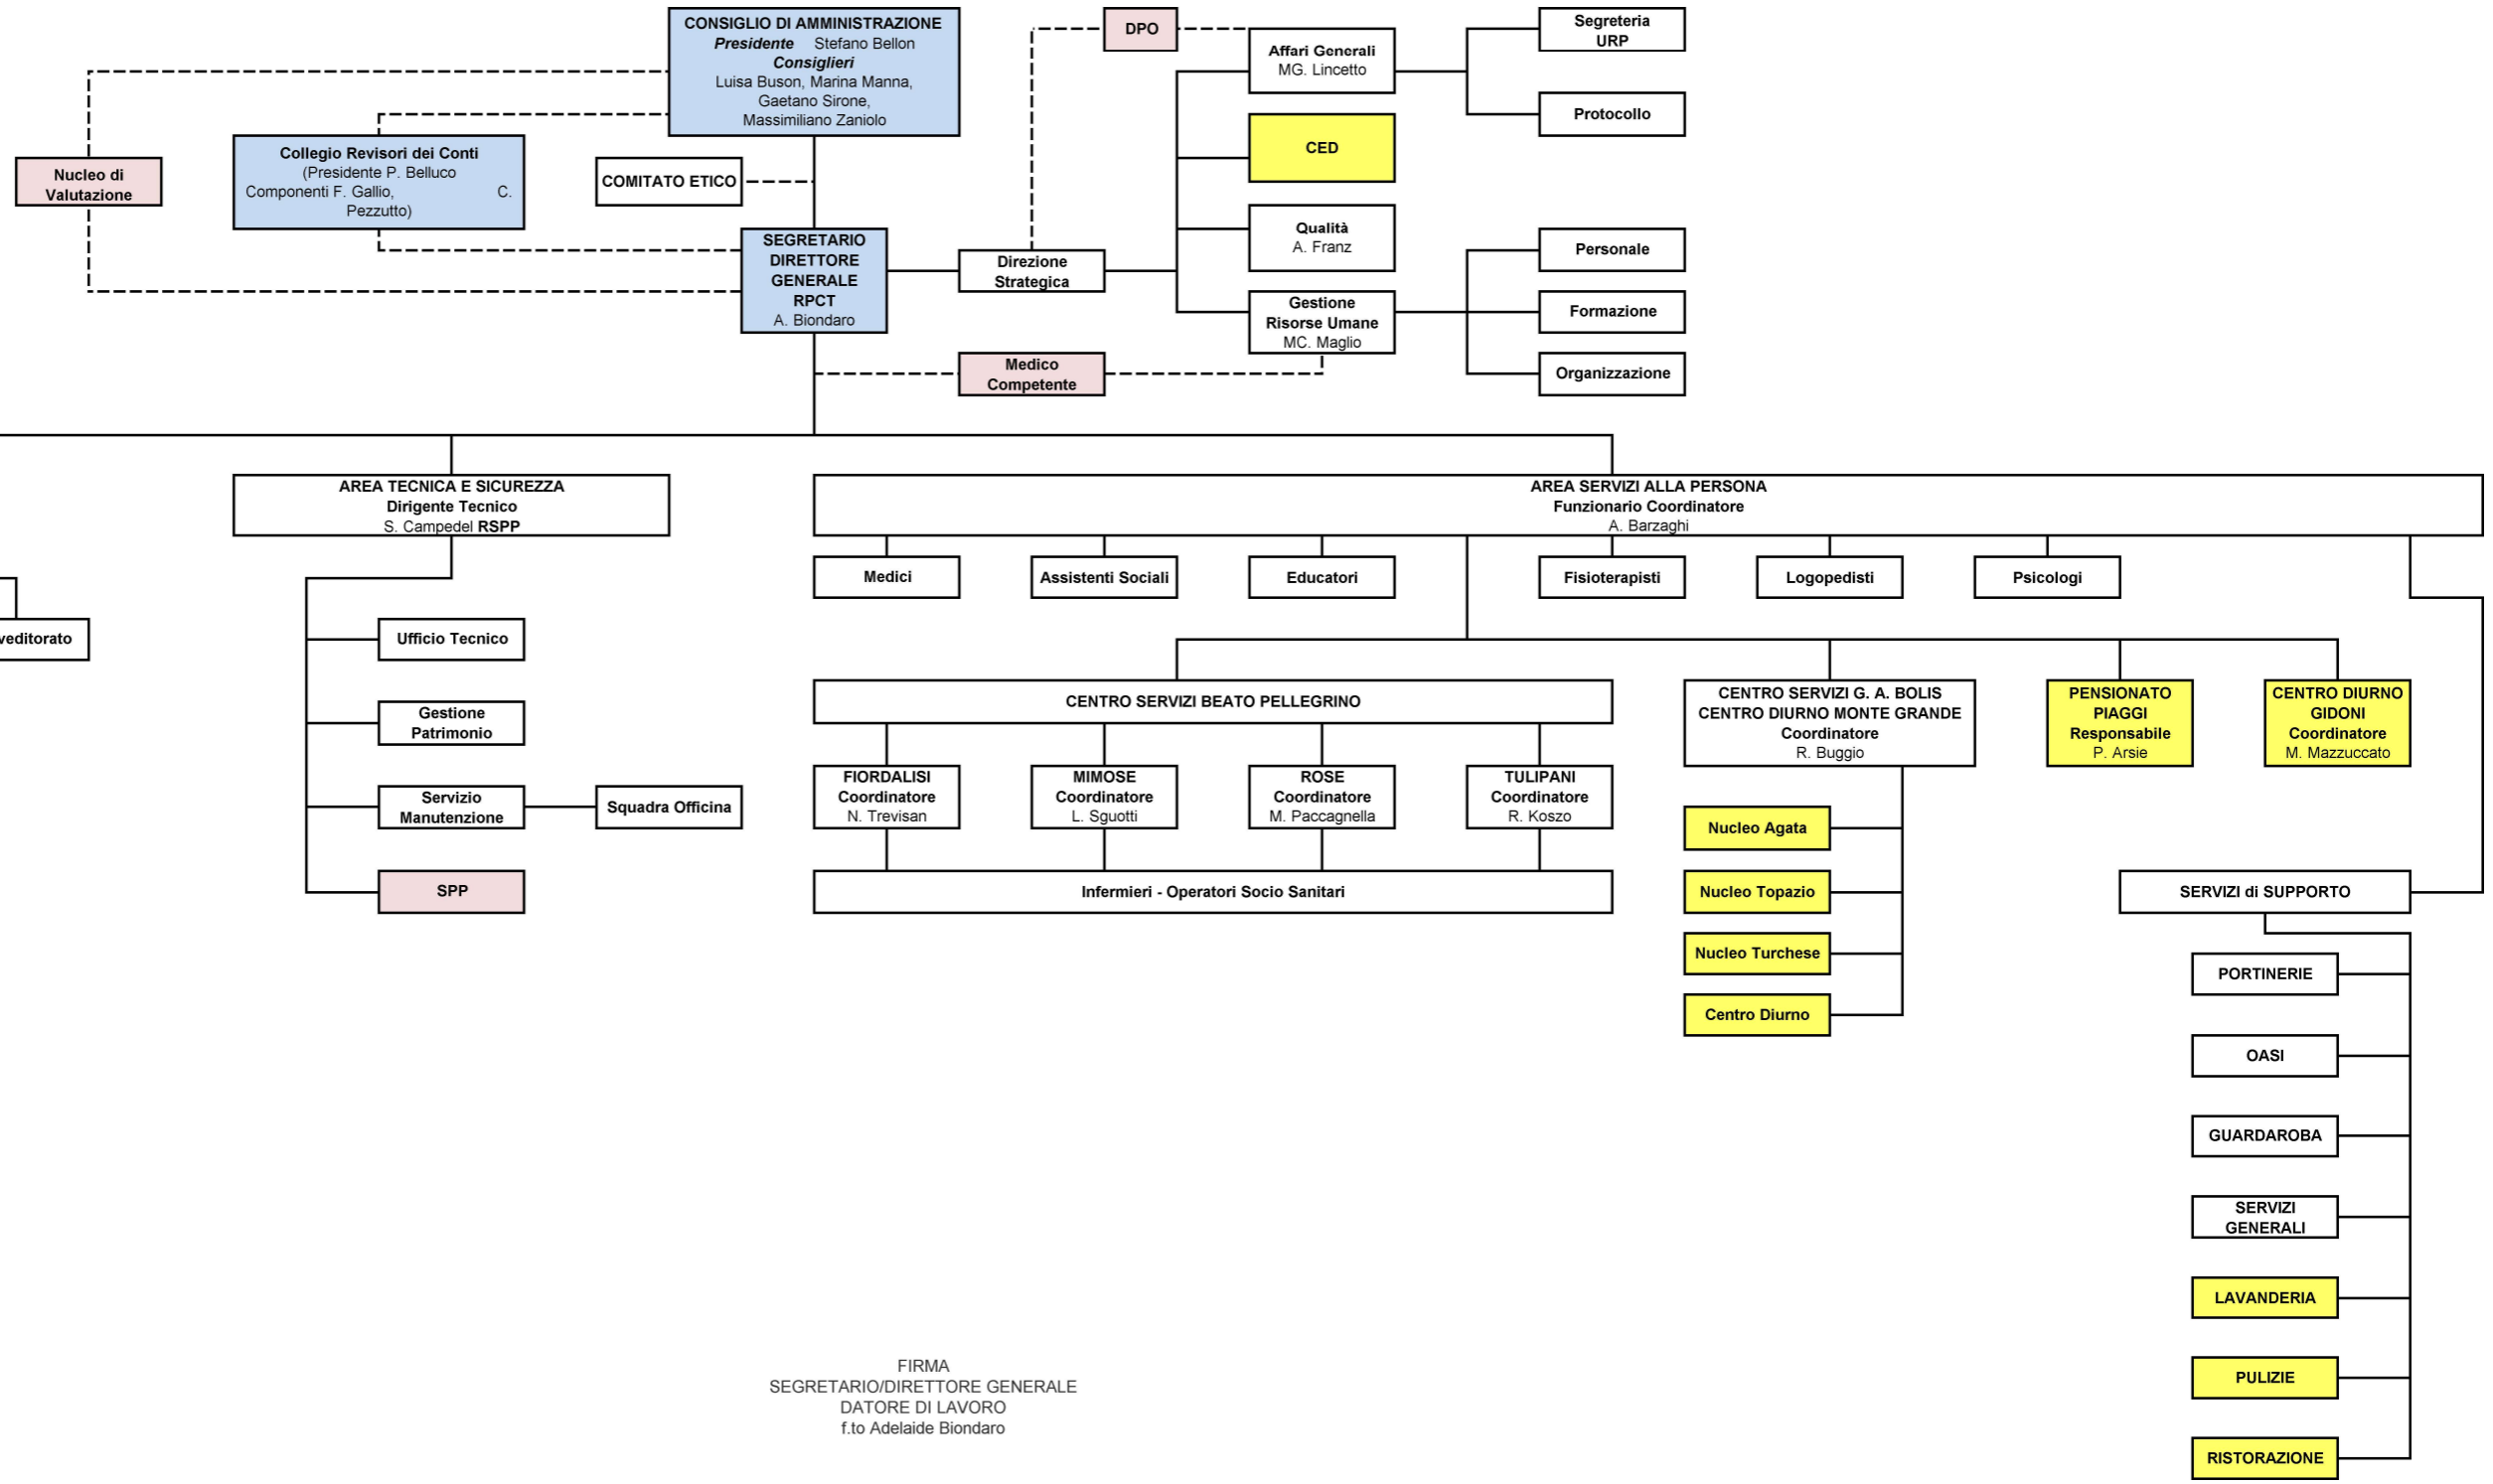 CONSIGLIO DI AMMINISTRAZIONE
Presidente Stefano Bellon
Consiglieri
Luisa Buson, Marina Manna,
Gaetano Sirone,
Massimiliano Zaniolo
DPO
Affari Generali
MG. Lincetto
Segreteria
URP
Protocollo
CED
Collegio Revisori dei Conti
(Presidente P. Belluco
Componenti F. Gallio, C.
Pezzutto)
Nucleo di
Valutazione
COMITATO ETICO
Qualità
A. Franz
SEGRETARIO
DIRETTORE
GENERALE
RPCT
A. Biondaro
Direzione
Strategica
Gestione
Risorse Umane
MC. Maglio
Personale
Formazione
Organizzazione
Medico
Competente
AREA TECNICA E SICUREZZA
Dirigente Tecnico
S. Campedel RSPP
AREA SERVIZI ALLA PERSONA
Funzionario Coordinatore
A. Barzaghi
Medici
Assistenti Sociali
Educatori
Fisioterapisti
Logopedisti
Psicologi
veditorato
Ufficio Tecnico
Gestione
Patrimonio
Servizio
Manutenzione
Squadra Officina
SPP
CENTRO SERVIZI BEATO PELLEGRINO
FIORDALISI
Coordinatore
N. Trevisan
MIMOSE
Coordinatore
L. Sguotti
ROSE
Coordinatore
M. Paccagnella
TULIPANI
Coordinatore
R. Koszo
Infermieri - Operatori Socio Sanitari
CENTRO SERVIZI G. A. BOLIS
CENTRO DIURNO MONTE GRANDE
Coordinatore
R. Buggio
PENSIONATO
PIAGGI
Responsabile
P. Arsie
CENTRO DIURNO
GIDONI
Coordinatore
M. Mazzuccato
Nucleo Agata
Nucleo Topazio
Nucleo Turchese
Centro Diurno
SERVIZI di SUPPORTO
PORTINERIE
OASI
GUARDAROBA
SERVIZI
GENERALI
LAVANDERIA
PULIZIE
RISTORAZIONE
FIRMA
SEGRETARIO/DIRETTORE GENERALE
DATORE DI LAVORO
f.to Adelaide Biondaro